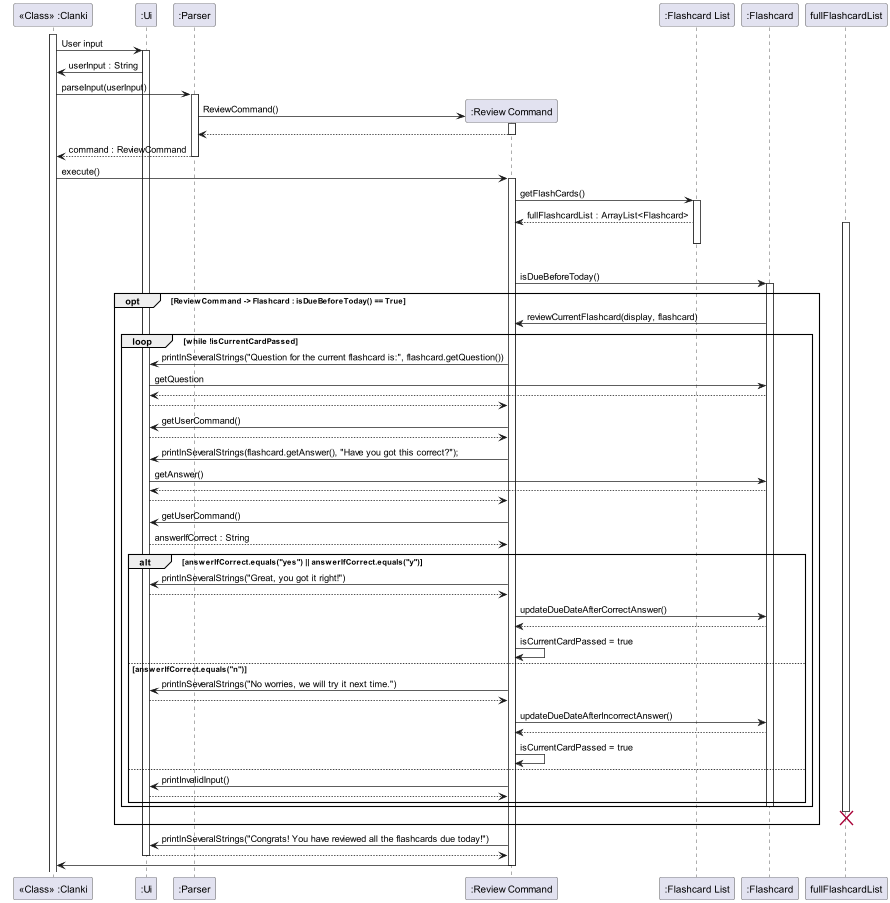 «Class» :Clanki
:Ui
:Parser
:Flashcard List
:Flashcard
fullFlashcardList
User input
userInput : String
parseInput(userInput)
ReviewCommand()
:Review Command
command : ReviewCommand
execute()
getFlashCards()
fullFlashcardList : ArrayList<Flashcard>
isDueBeforeToday()
opt
[ReviewCommand -> Flashcard : isDueBeforeToday() == True]
reviewCurrentFlashcard(display, flashcard)
loop
[while !isCurrentCardPassed]
printlnSeveralStrings("Question for the current flashcard is:", flashcard.getQuestion())
getQuestion
getUserCommand()
printlnSeveralStrings(flashcard.getAnswer(), "Have you got this correct?");
getAnswer()
getUserCommand()
answerIfCorrect : String
alt
[answerIfCorrect.equals("yes") || answerIfCorrect.equals("y")]
printlnSeveralStrings("Great, you got it right!")
updateDueDateAfterCorrectAnswer()
isCurrentCardPassed = true
[answerIfCorrect.equals("n")]
printlnSeveralStrings("No worries, we will try it next time.")
updateDueDateAfterIncorrectAnswer()
isCurrentCardPassed = true
printInvalidInput()
printlnSeveralStrings("Congrats! You have reviewed all the flashcards due today!")
«Class» :Clanki
:Ui
:Parser
:Review Command
:Flashcard List
:Flashcard
fullFlashcardList